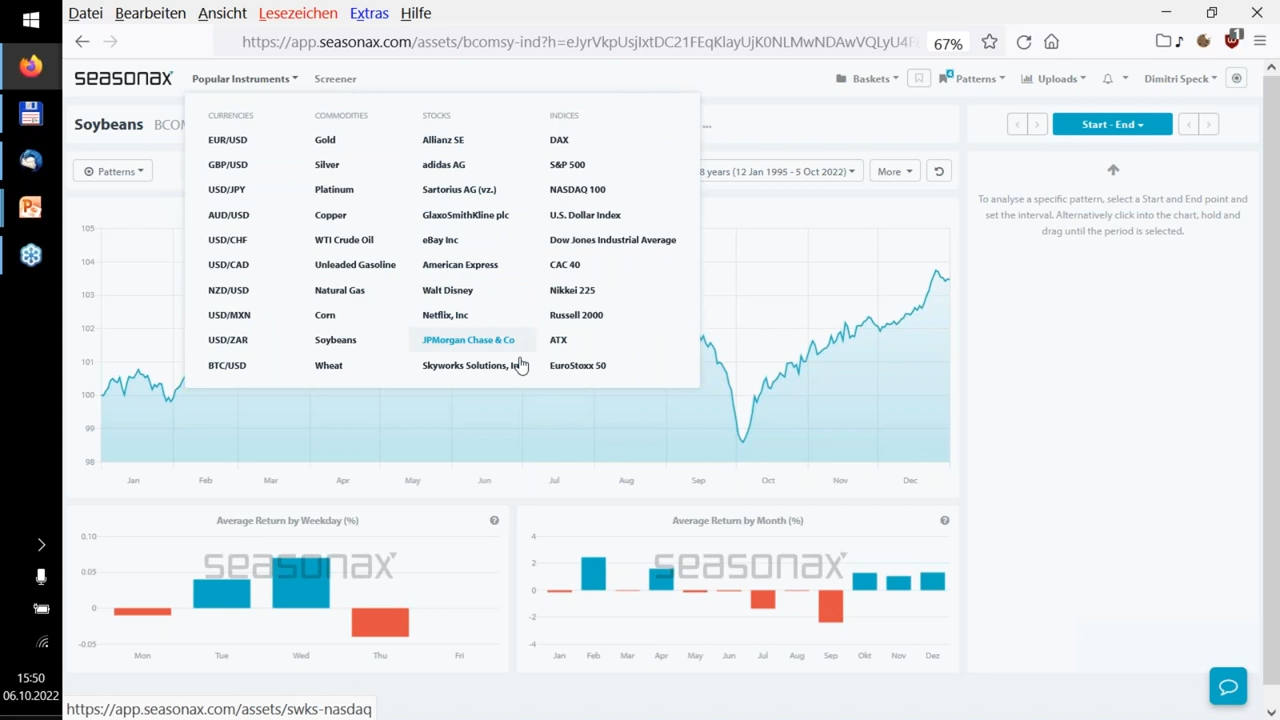 Datei Bearbeiten Ansicht Lesezeichen Extras Hilfe
https://app.seasonax.com/assets/bcomsy-ind?h=
67%
1
seasonax Popular Instruments Screener Baskets Patterns Uploads Dimitri Speck
Soybeans BCOM
...
Start - End
Patterns
8 years (12 Jan 1995 - 5 Oct 2022) More
CURRENCIES COMMODITIES STOCKS INDICES
EUR/USD Gold Allianz SE DAX
GBP/USD Silver adidas AG S&P 500
USD/JPY Platinum Sartorius AG (vz.) NASDAQ 100
AUD/USD Copper GlaxoSmithKline plc U.S. Dollar Index
USD/CHF WTI Crude Oil eBay Inc Dow Jones Industrial Average
USD/CAD Unleaded Gasoline American Express CAC 40
NZD/USD Natural Gas Walt Disney Nikkei 225
USD/MXN Corn Netflix, Inc Russell 2000
USD/ZAR Soybeans JPMorgan Chase & Co ATX
BTC/USD Wheat Skyworks Solutions, EuroStoxx 50
To analyse a specific pattern, select a Start and End point and
set the interval. Alternatively click into the chart, hold and
drag until the period is selected.
105
104
103
102
101
100
99
98
Jan Feb Mar Apr May Jun Jul Aug Sep Oct Nov Dec
Average Return by Weekday (%)
seasonax
0.10
0.05
0
-0.05
Mon Tue Wed Thu Fri
Average Return by Month (%)
seasonax
4
2
0
-2
-4
Jan Feb Mar Apr May Jun Jul Aug Sep Okt Nov Dez
15:50
06.10.2022
https://app.seasonax.com/assets/swks-nasdaq